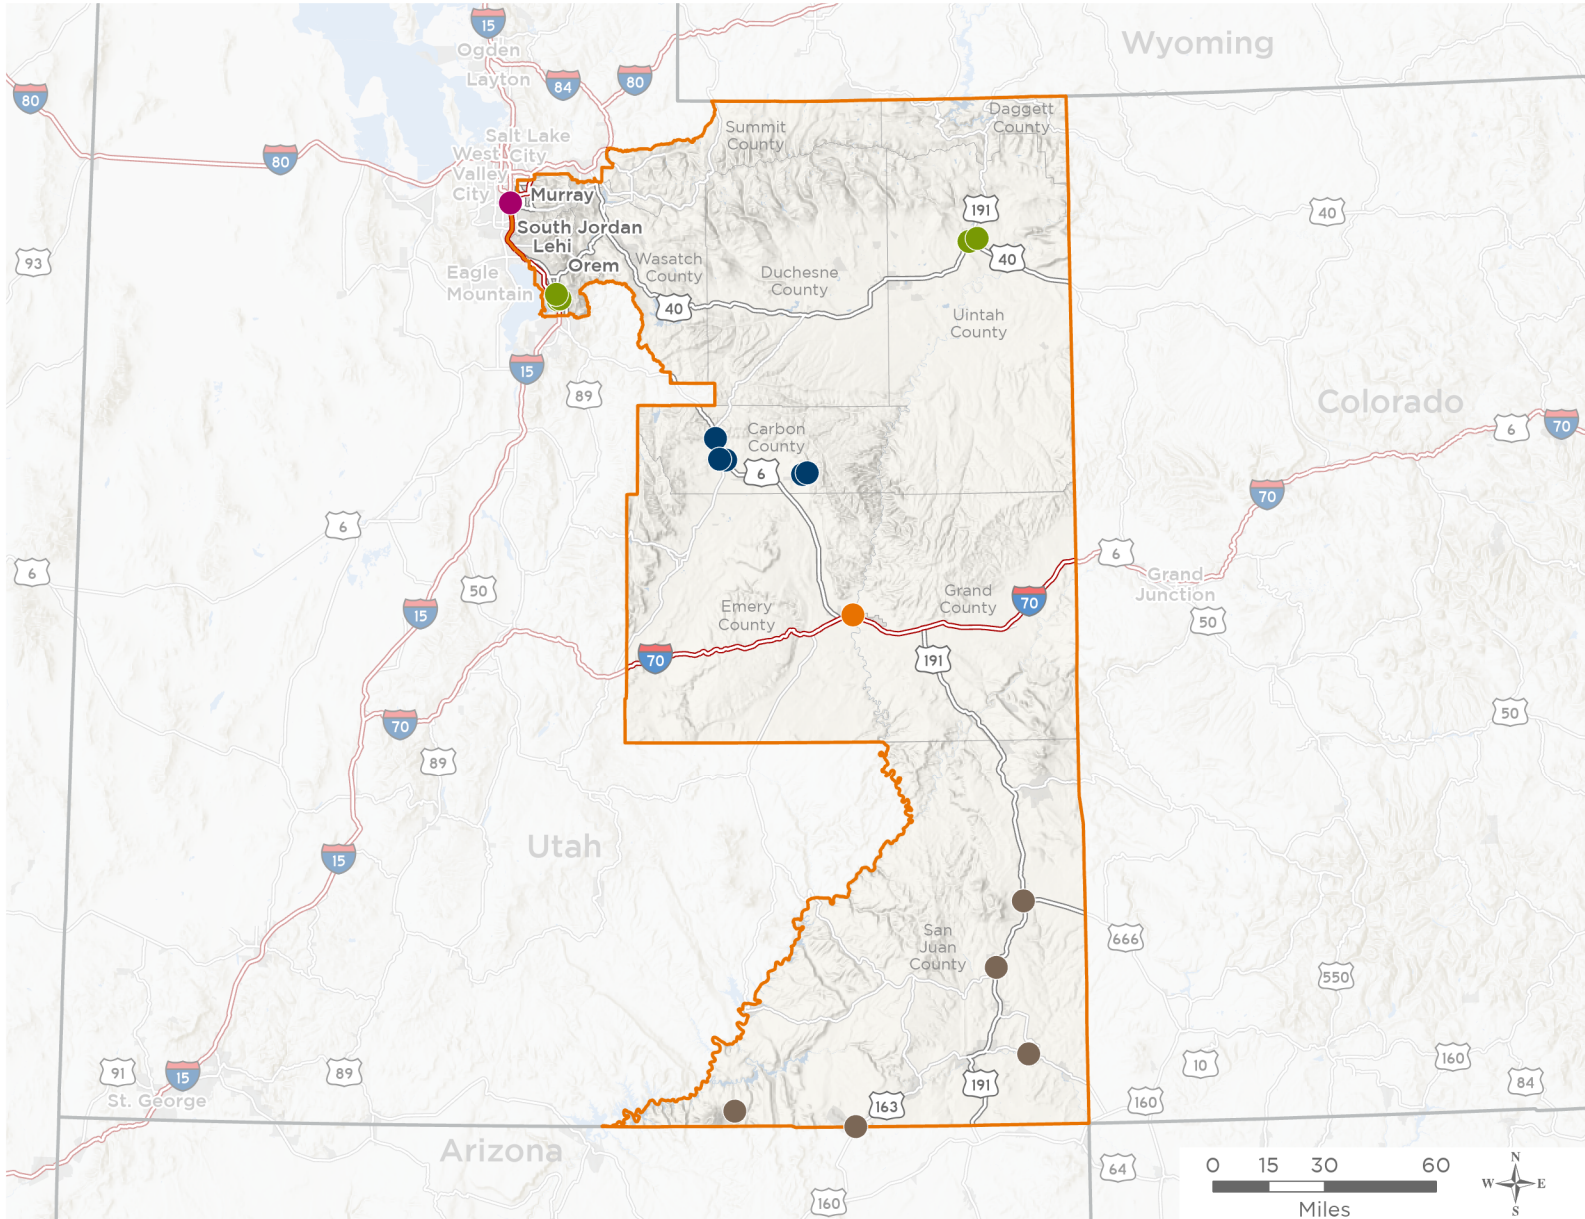 15
Ogden
Layton
84
80
80
Wyoming
Daggett
County
Summit
County
Salt Lake
City
West
Valley
City
80
Murray
191
40
93
South Jordan
Lehi
Orem
Wasatch
County
Duchesne
County
40
Eagle
Mountain
40
Uintah
County
15
89
Colorado
6
70
Carbon
County
6
70
6
6
6
50
Grand
Junction
50
15
Emery
County
Grand
County
70
70
191
70
50
89
Utah
15
San
Juan
County
666
550
91
15
89
St. George
191
163
10
160
84
160
Arizona
64
160
0 15 30 60
Miles
N
W E
S